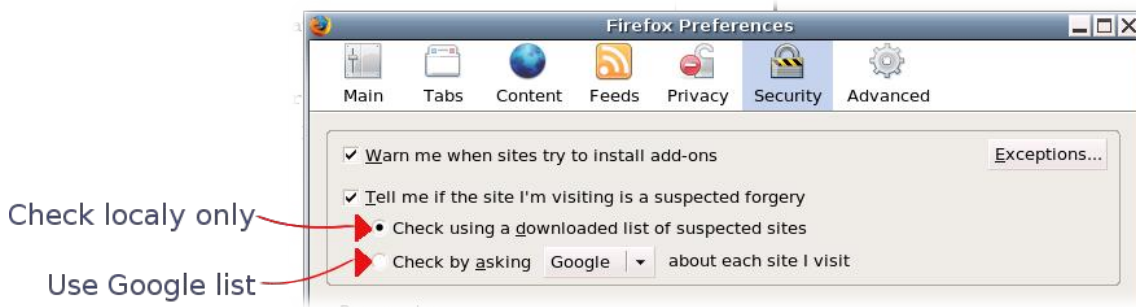 Firefox Preferences
Main Tabs Content Feeds Privacy Security Advanced
Warn me when sites try to install add-ons Exceptions...
Tell me if the site I'm visiting is a suspected forgery
Check localy only
Check using a downloaded list of suspected sites
Check by asking Google about each site I visit
Use Google list